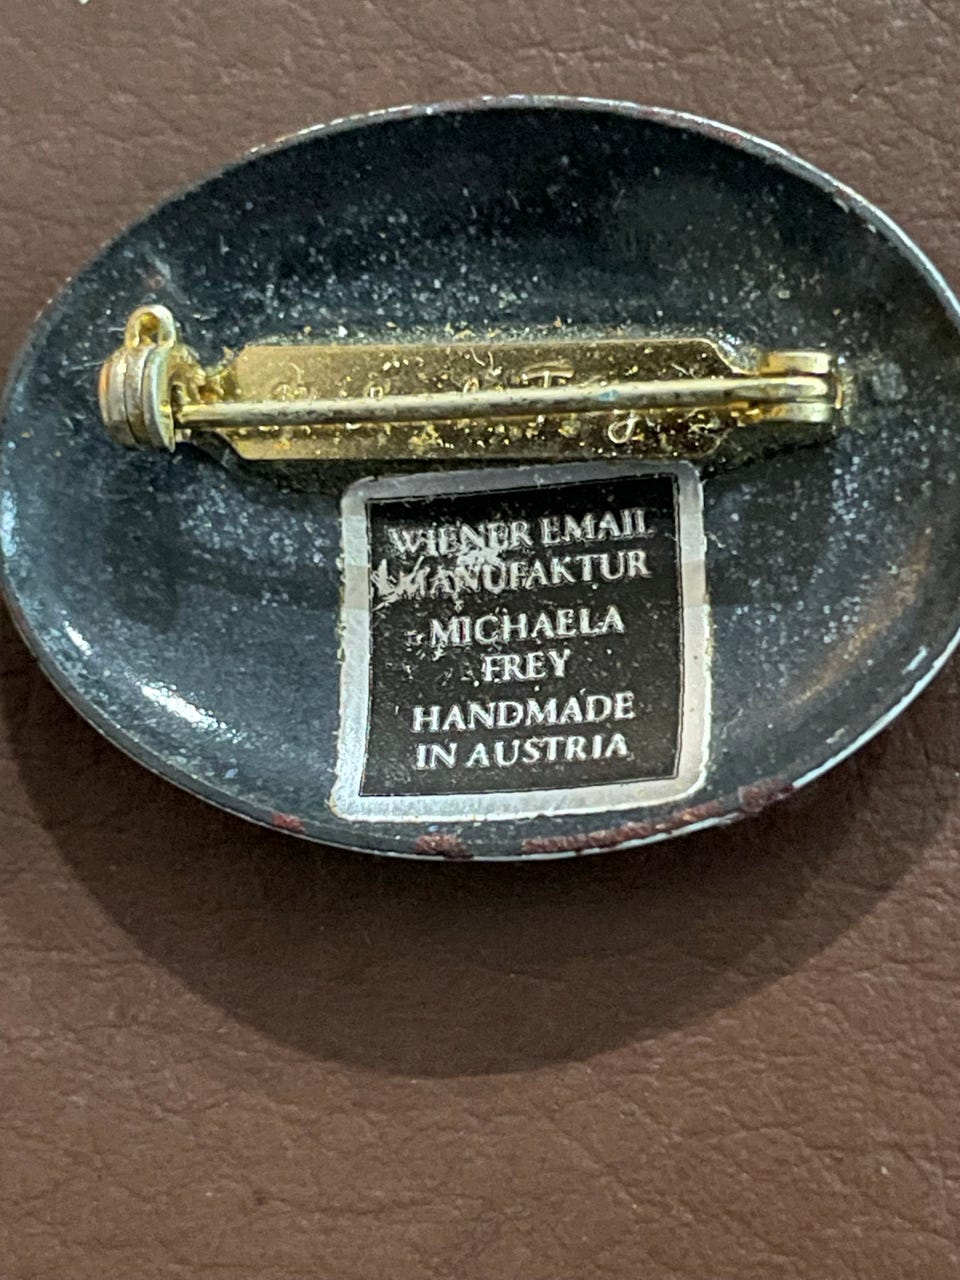 WIENER EMAIL
MANUFAKTUR
MICHAELA
FREY
HANDMADE
IN AUSTRIA